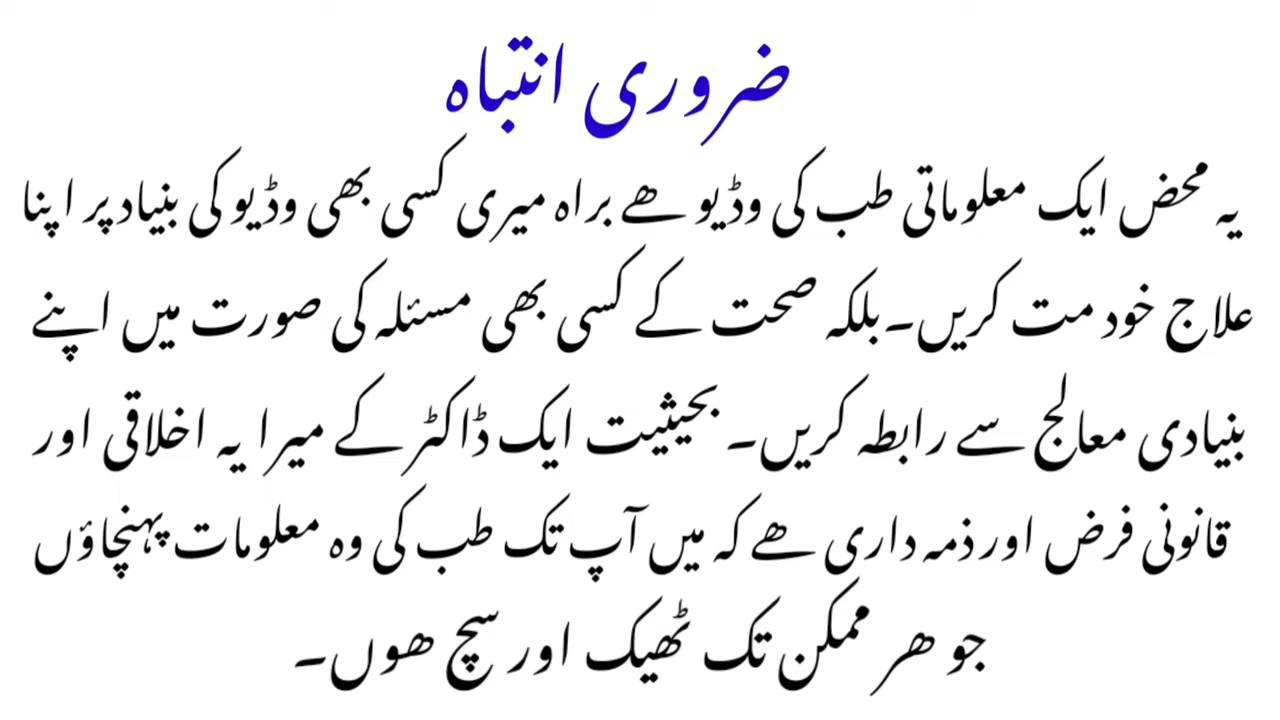 ضروری انتباہ
یہ محض ایک معلوماتی طب کی وڈیو ھے براہ میری کسی بھی وڈیو کی بنیاد پر اپنا
علاج خود مت کریں۔ بلکہ صحت کے کسی بھی مسئلہ کی صورت میں اپنے
بنیادی معالج سے رابطہ کریں۔ بحیثیت ایک ڈاکٹر کے میرا یہ اخلاقی اور
قانونی فرض اور ذمہ داری ھے کہ میں آپ تک طب کی وہ معلومات پہنچاؤں
جو ھر ممکن تک ٹھیک اور سچ ھوں۔